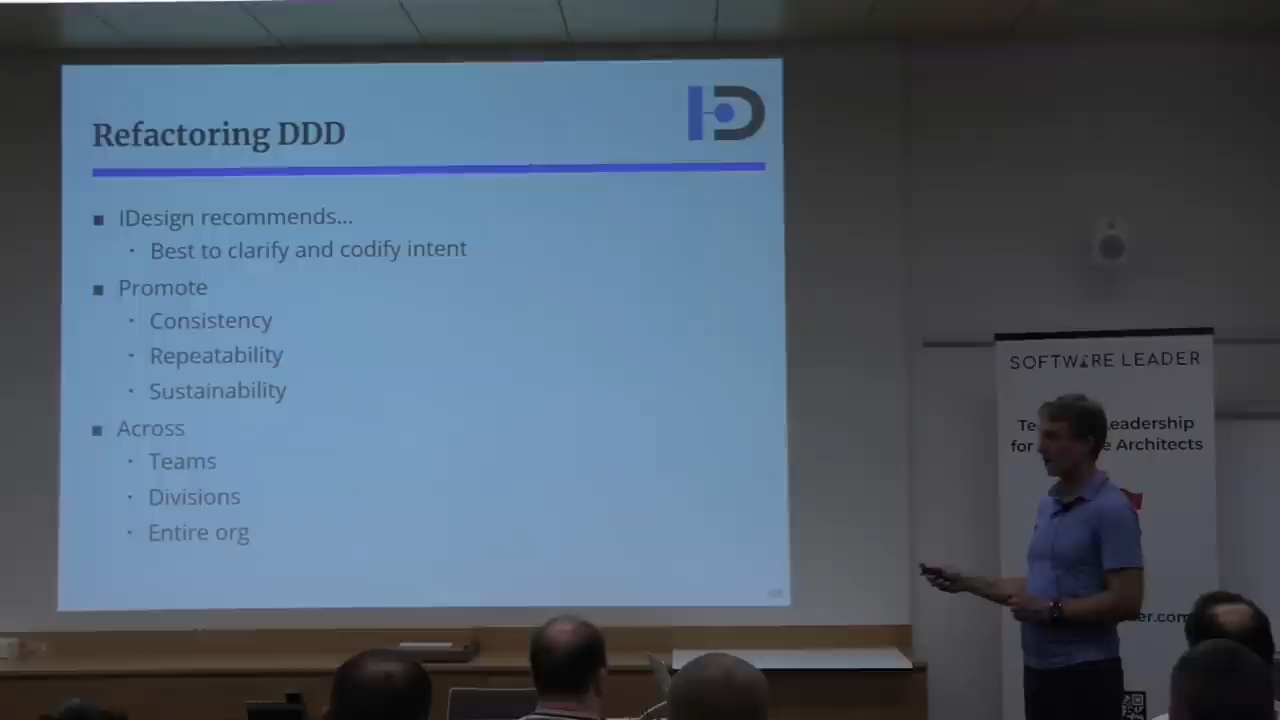 Refactoring DDD
IDesign recommends...
Best to clarify and codify intent
Promote
Consistency
Repeatability
Sustainability
Across
Teams
Divisions
Entire org
SOFTWARE LEADER
eadership
for
Architects